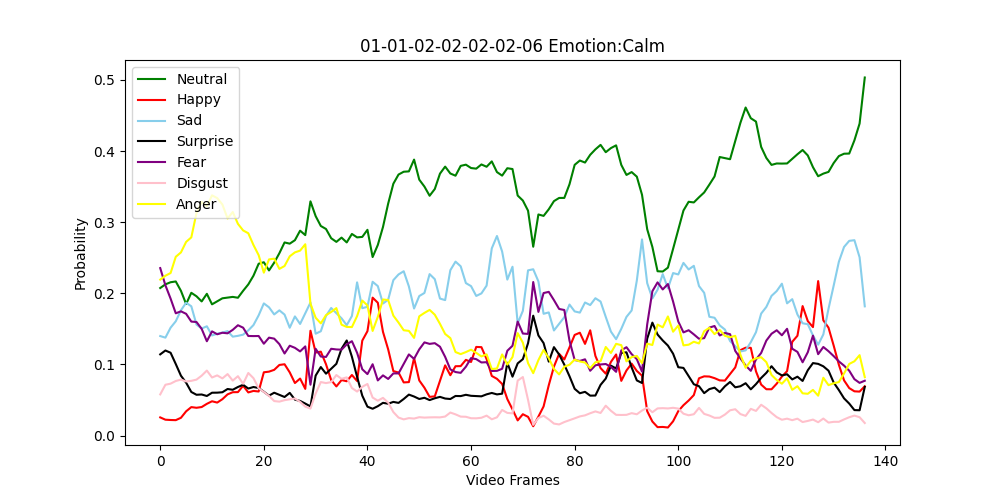 01-01-02-02-02-02-06 Emotion:Calm
Neutral
Happy
Sad
Surprise
Fear
Disgust
Anger
Probability
0.5
0.4
0.3
0.2
0.1
0.0
0 20 40 60 80 100 120 140
Video Frames